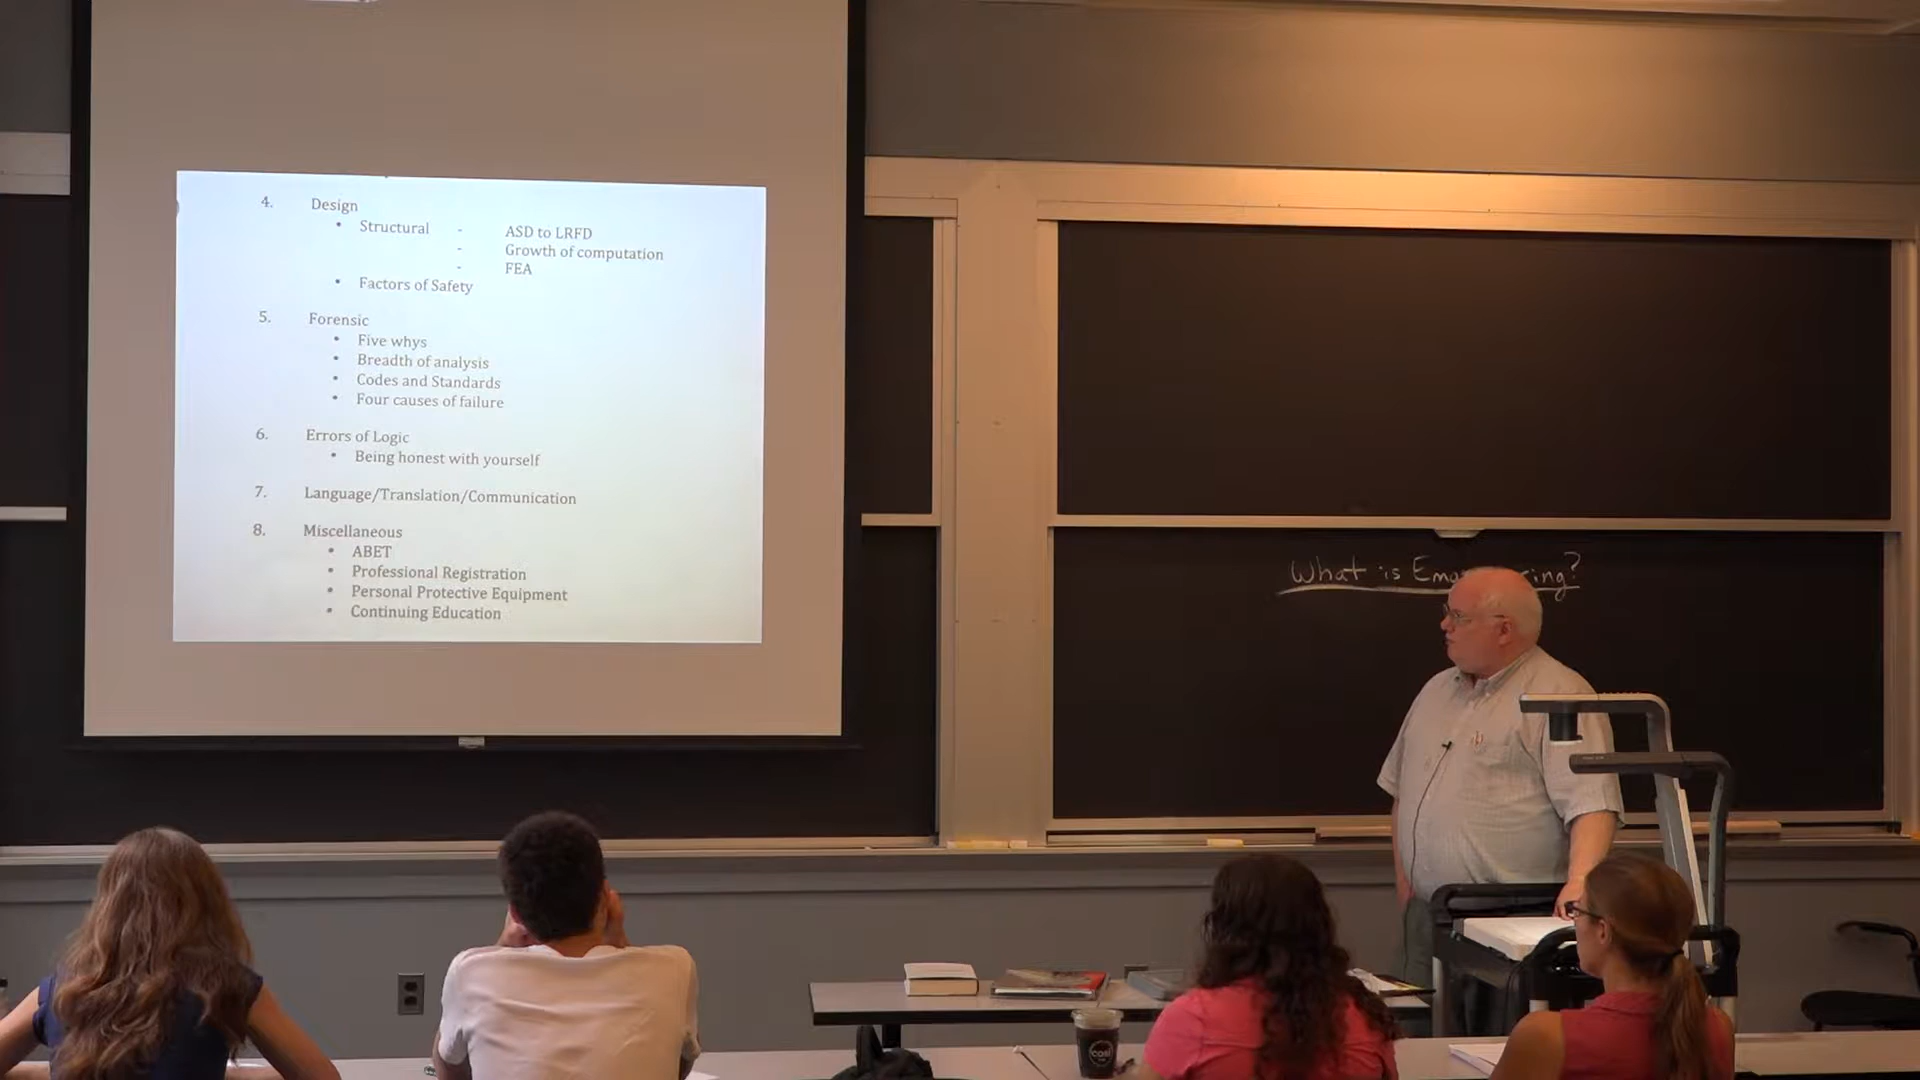 4. Design
• Structural - ASD to LRFD
- Growth of computation
- FEA
• Factors of Safety
5. Forensic
• Five whys
• Breadth of analysis
• Codes and Standards
• Four causes of failure
6. Errors of Logic
• Being honest with yourself
7. Language/Translation/Communication
8. Miscellaneous
• ABET
• Professional Registration
• Personal Protective Equipment
• Continuing Education
What is
ing?
cosi